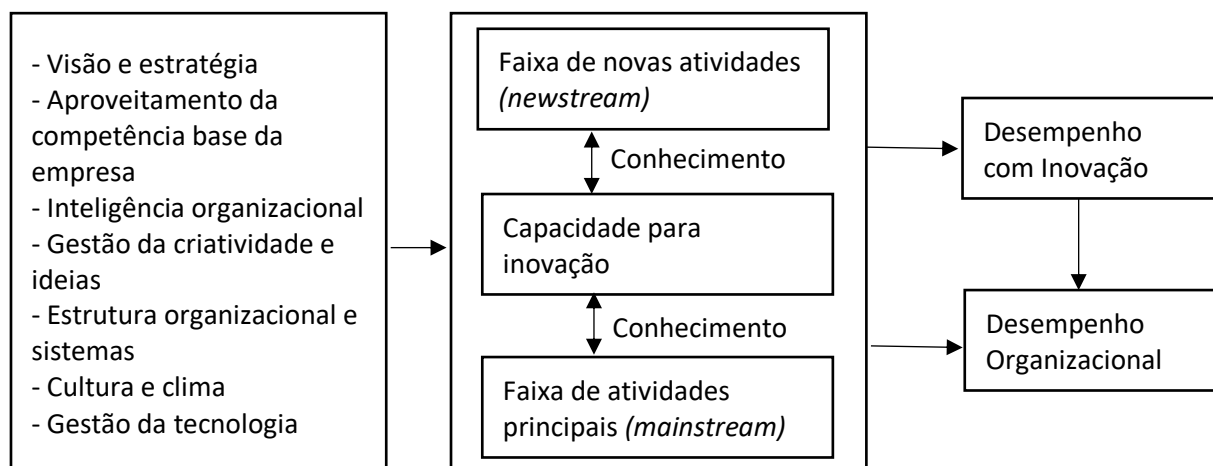 - Visão e estratégia
- Aproveitamento da
competência base da
empresa
- Inteligência organizacional
- Gestão da criatividade e
ideias
- Estrutura organizacional e
sistemas
- Cultura e clima
- Gestão da tecnologia
Faixa de novas atividades
(newstream)
Conhecimento
Capacidade para
inovação
Conhecimento
Faixa de atividades
principais (mainstream)
Desempenho
com Inovação
Desempenho
Organizacional